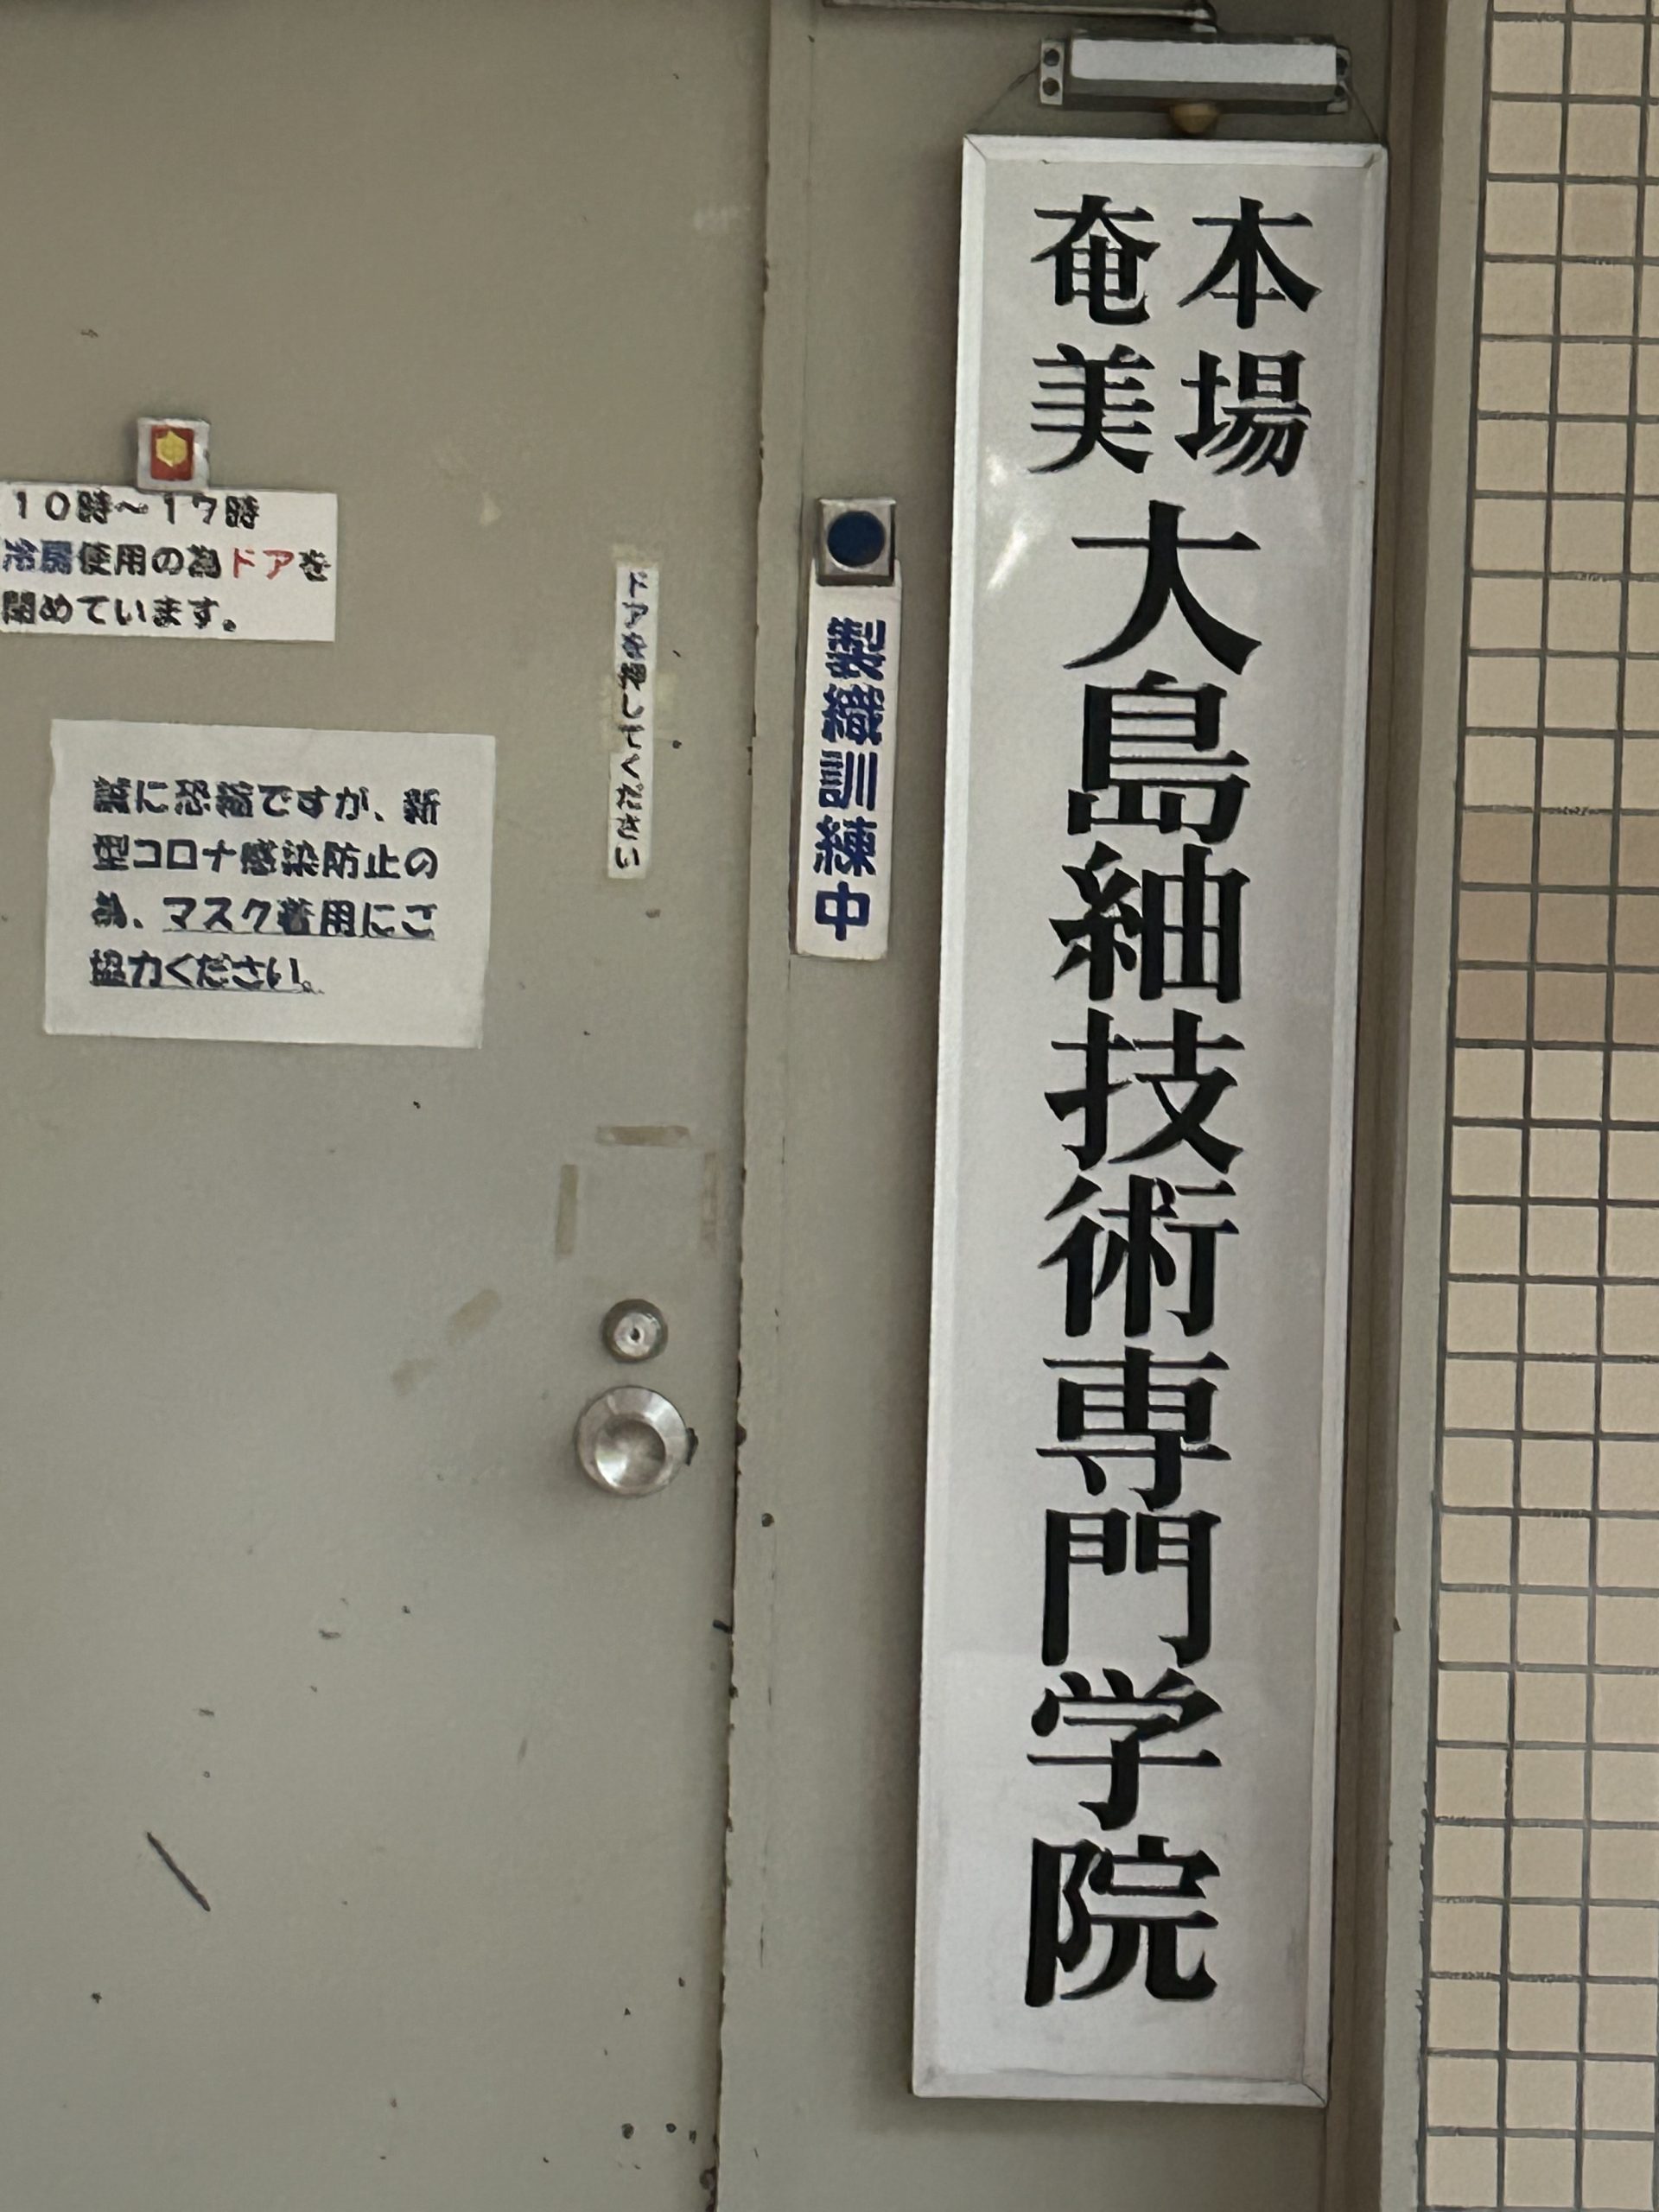 本場
奄美
大島紬技術専門学院
製織訓練中
ドアを押してください
10時～17時
冷房使用の為ドアを
閉めています。
誠に恐縮ですが、新
型コロナ感染防止の
為、マスク着用にご
協力ください。